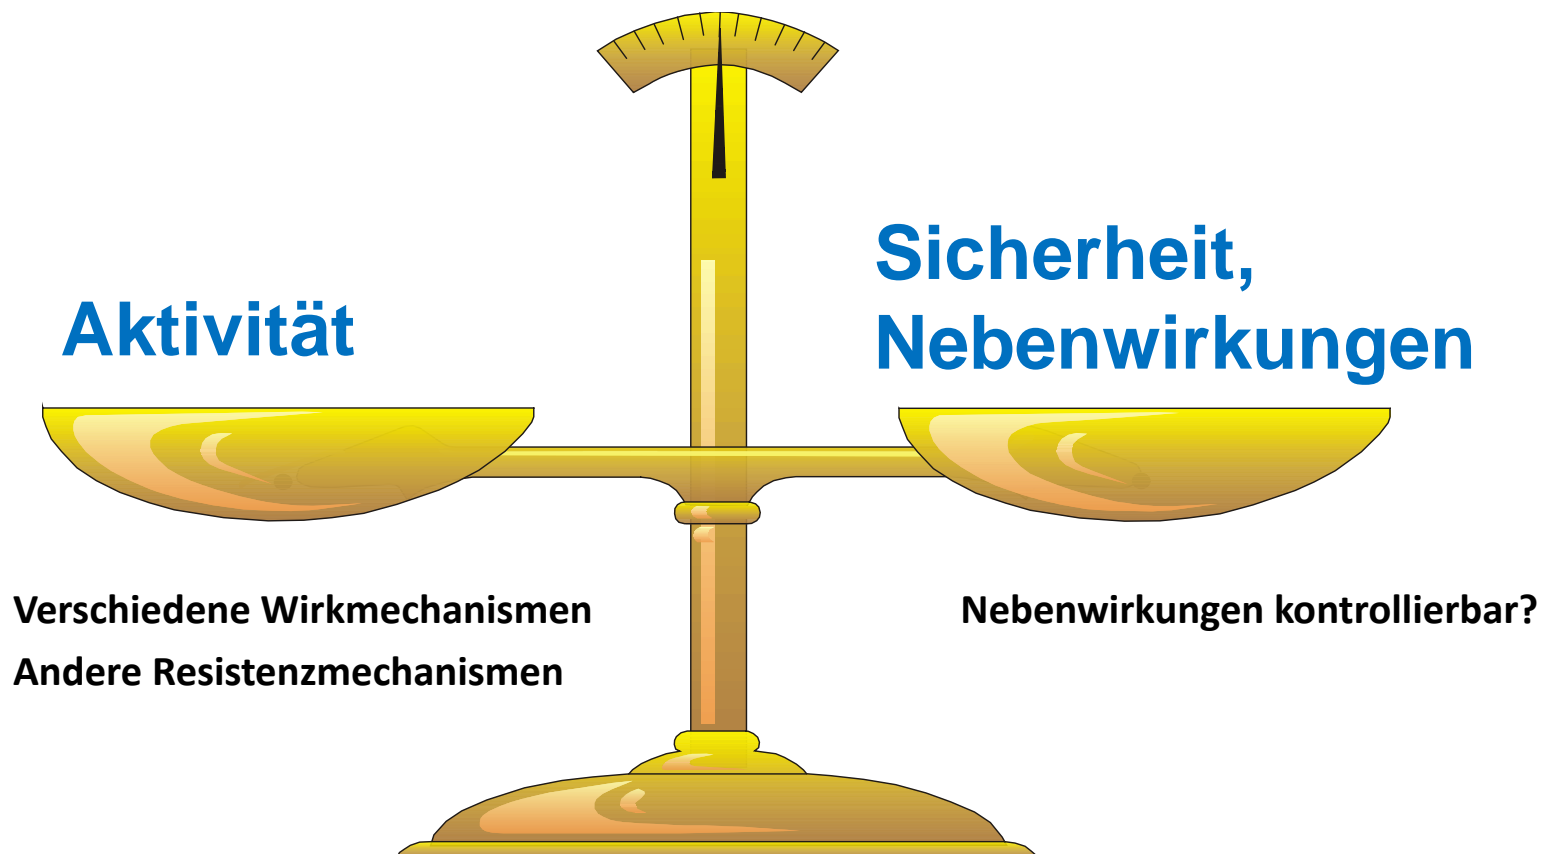 Aktivität
Sicherheit,
Nebenwirkungen
Verschiedene Wirkmechanismen
Andere Resistenzmechanismen
Nebenwirkungen kontrollierbar?